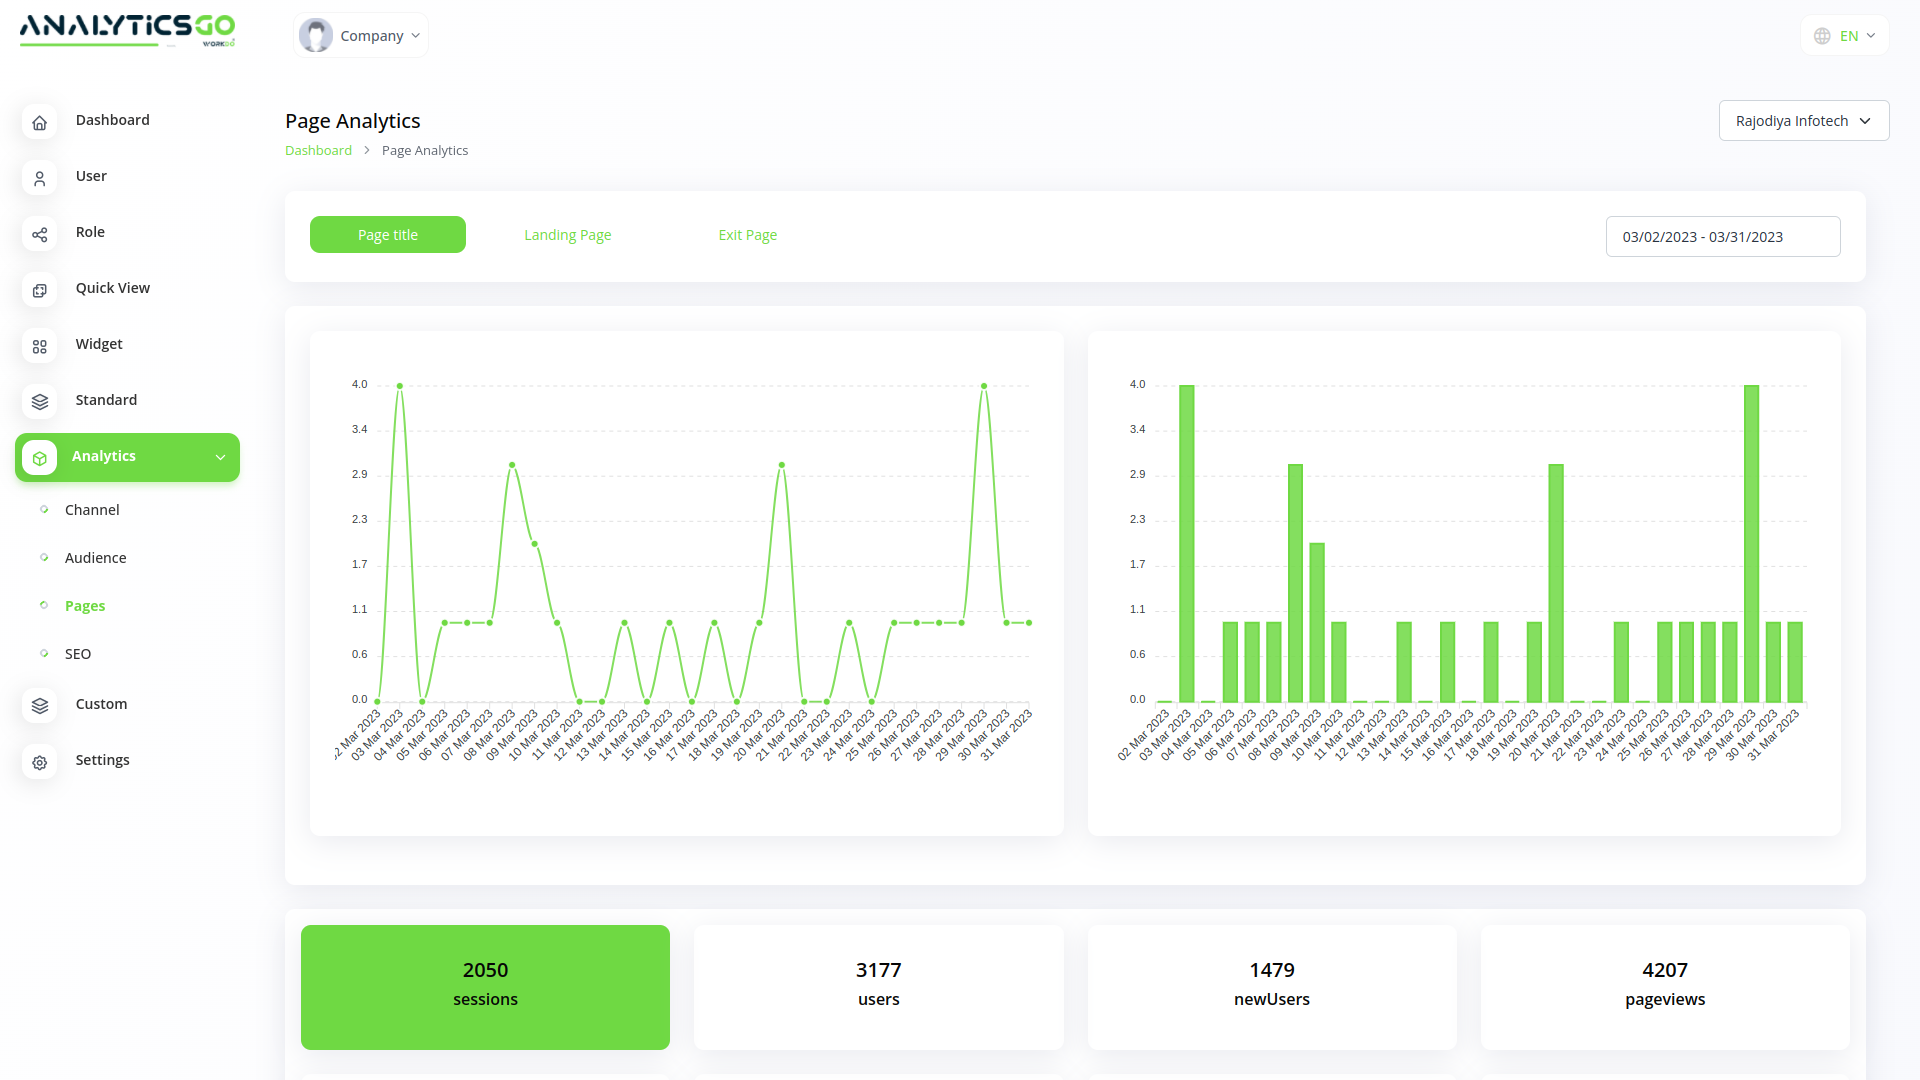 ANALYTiCSGO
WORKDO
Company
EN
Dashboard
User
Role
Quick View
Widget
Standard
Analytics
Channel
Audience
Pages
SEO
Custom
Settings
Page Analytics
Dashboard > Page Analytics
Rajodiya Infotech
Page title
Landing Page
Exit Page
03/02/2023 - 03/31/2023
4.0
3.4
2.9
2.3
1.7
1.1
0.6
0.0
2 Mar 2023
03 Mar 2023
04 Mar 2023
05 Mar 2023
06 Mar 2023
07 Mar 2023
08 Mar 2023
09 Mar 2023
10 Mar 2023
11 Mar 2023
12 Mar 2023
13 Mar 2023
14 Mar 2023
15 Mar 2023
16 Mar 2023
17 Mar 2023
18 Mar 2023
19 Mar 2023
20 Mar 2023
21 Mar 2023
22 Mar 2023
23 Mar 2023
24 Mar 2023
25 Mar 2023
26 Mar 2023
27 Mar 2023
28 Mar 2023
29 Mar 2023
30 Mar 2023
31 Mar 2023
4.0
3.4
2.9
2.3
1.7
1.1
0.6
0.0
02 Mar 2023
03 Mar 2023
04 Mar 2023
05 Mar 2023
06 Mar 2023
07 Mar 2023
08 Mar 2023
09 Mar 2023
10 Mar 2023
11 Mar 2023
12 Mar 2023
13 Mar 2023
14 Mar 2023
15 Mar 2023
16 Mar 2023
17 Mar 2023
18 Mar 2023
19 Mar 2023
20 Mar 2023
21 Mar 2023
22 Mar 2023
23 Mar 2023
24 Mar 2023
25 Mar 2023
26 Mar 2023
27 Mar 2023
28 Mar 2023
29 Mar 2023
30 Mar 2023
31 Mar 2023
2050
sessions
3177
users
1479
newUsers
4207
pageviews